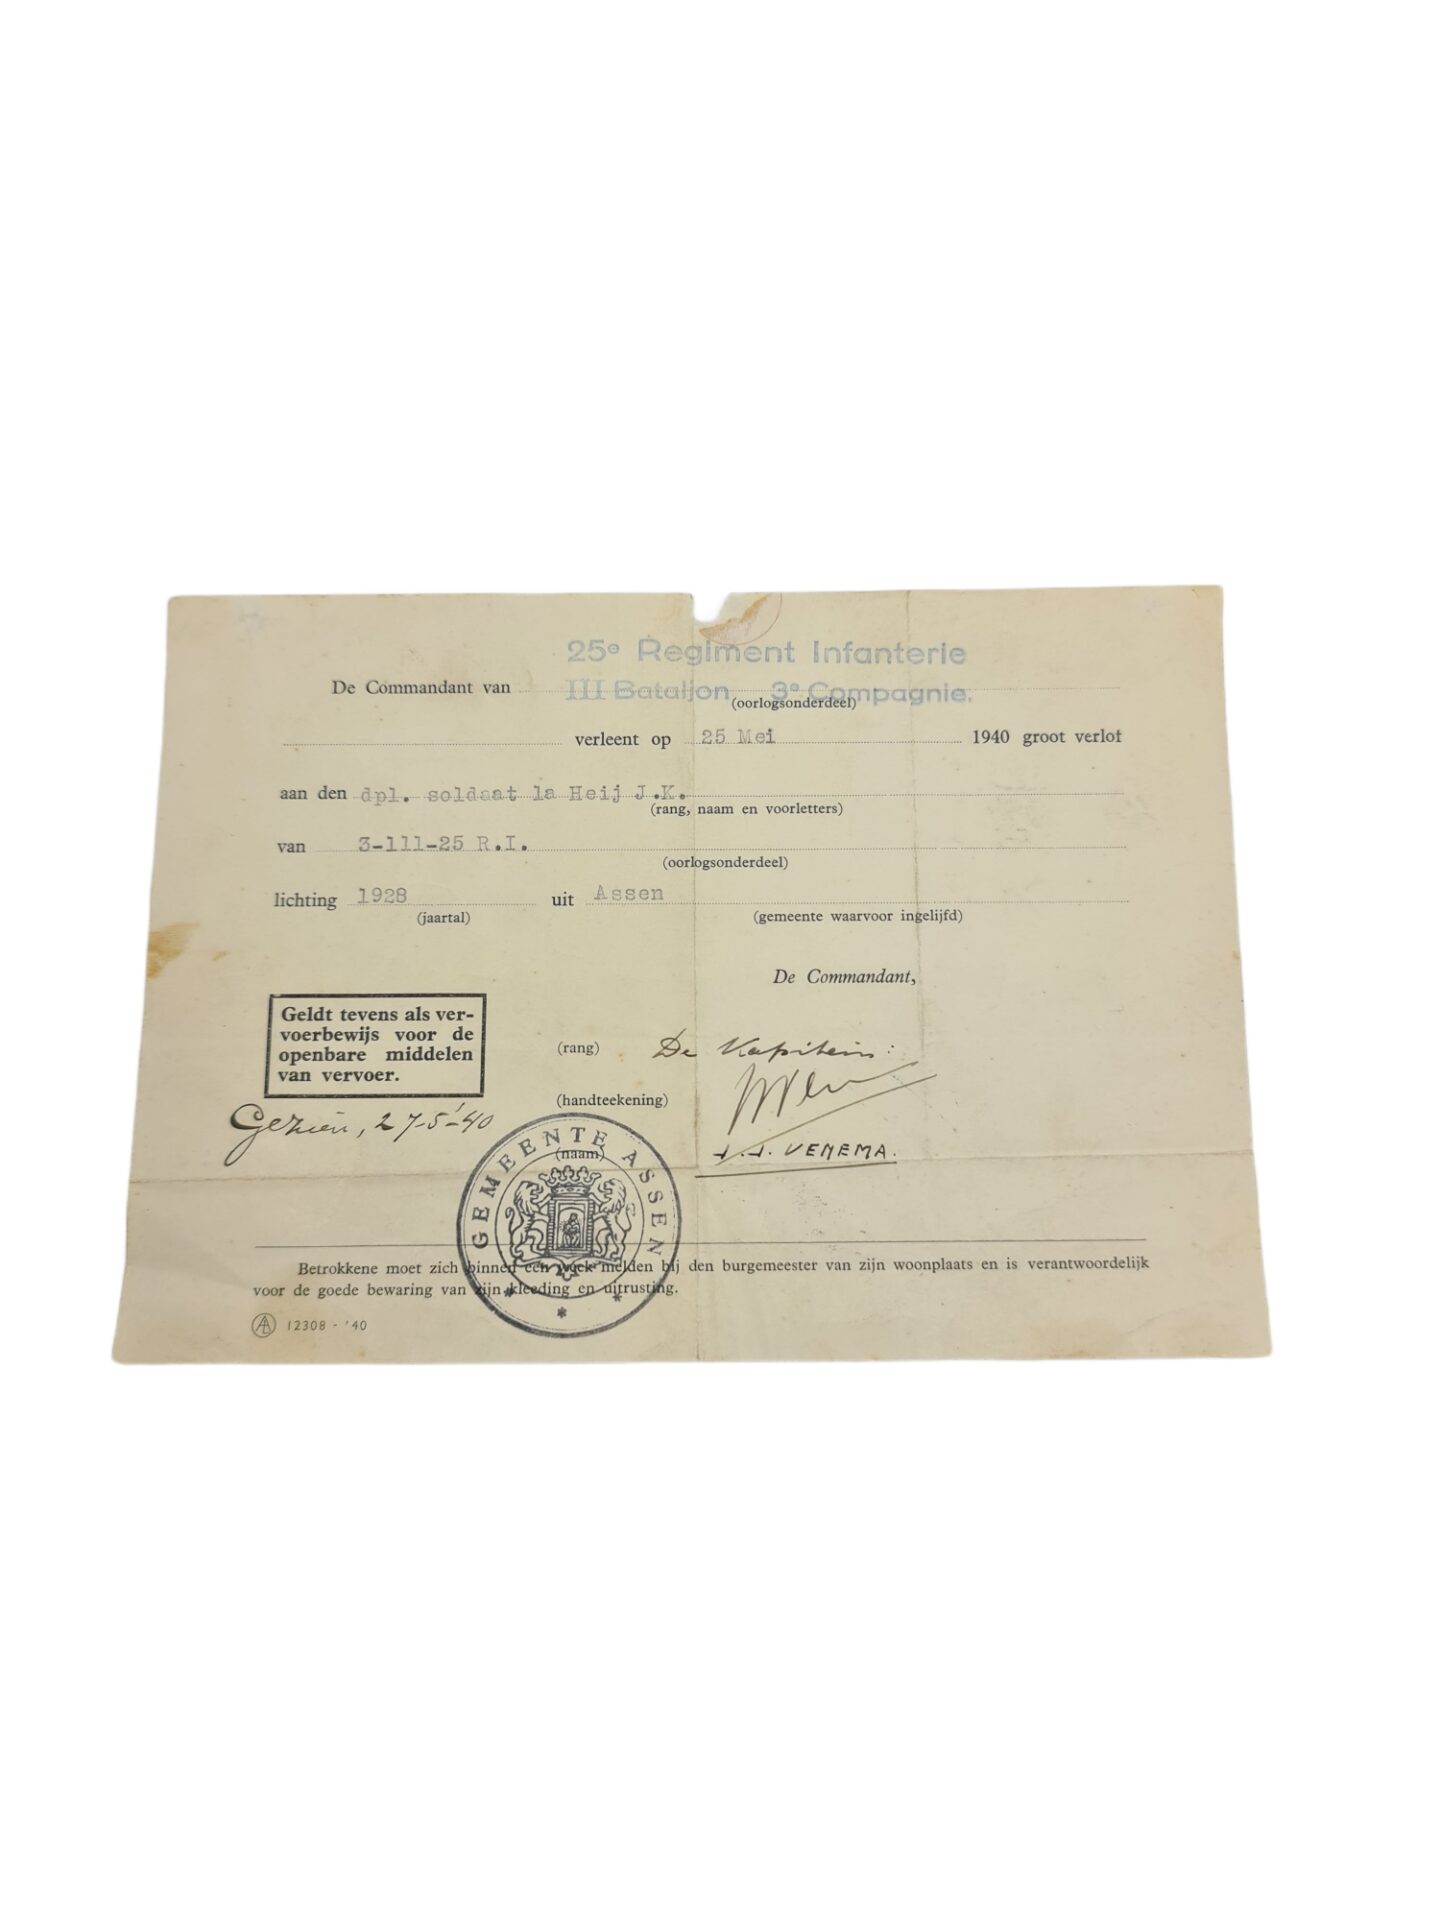 25e Regiment Infanterie
De Commandant van III Bataljon 3e Compagnie.
(oorlogsonderdeel)
verleent op 25 Mei 1940 groot verlof
aan den dpl. soldaat la Heij J.K.
(rang, naam en voorletters)
van 3-111-25 R.I.
(oorlogsonderdeel)
lichting 1928 uit Assen
(jaartal) (gemeente waarvoor ingelijfd)
De Commandant,
Geldt tevens als ver-
voerbewijs voor de
openbare middelen
van vervoer.
(rang) De Kapitein:
(handteekening)
Gezien, 27-5-'40
(naam) J.J. VENEMA.
GEMEENTE ASSEN
Betrokkene moet zich binnen een week melden bij den burgemeester van zijn woonplaats en is verantwoordelijk
voor de goede bewaring van zijn kleeding en uitrusting.
AL 12308 - '40